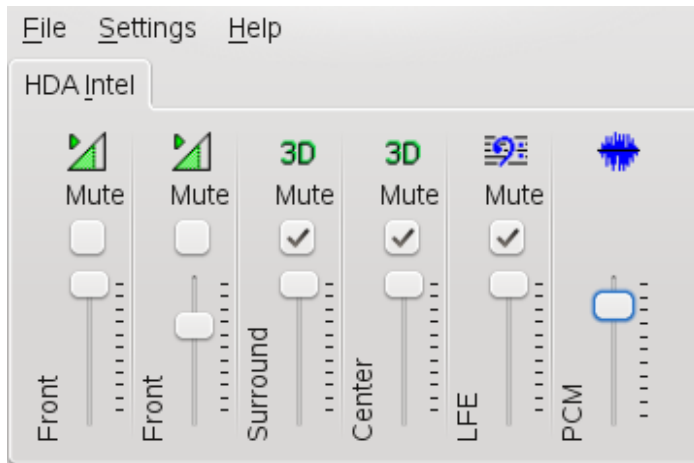 File Settings Help
HDA Intel
3D 3D
Mute Mute Mute Mute Mute
Front Front Surround Center LFE PCM